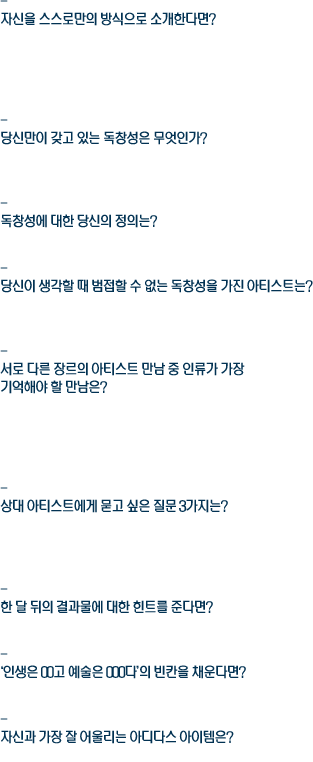 –
자신을 스스로만의 방식으로 소개한다면?
–
당신만이 갖고 있는 독창성은 무엇인가?
–
독창성에 대한 당신의 정의는?
–
당신이 생각할 때 범접할 수 없는 독창성을 가진 아티스트는?
–
서로 다른 장르의 아티스트 만남 중 인류가 가장
기억해야 할 만남은?
–
상대 아티스트에게 묻고 싶은 질문 3가지는?
–
한 달 뒤의 결과물에 대한 힌트를 준다면?
–
‘인생은 OO고 예술은 OOO다’의 빈칸을 채운다면?
–
자신과 가장 잘 어울리는 아디다스 아이템은?